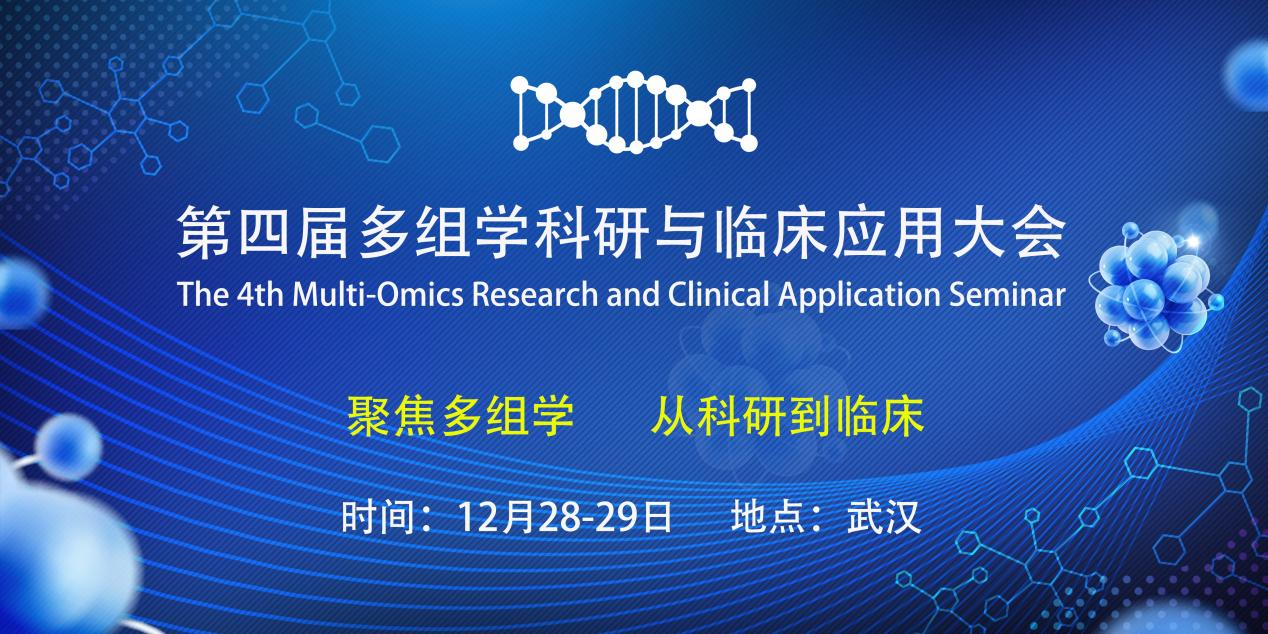 第四届多组学科研与临床应用大会
The 4th Multi-Omics Research and Clinical Application Seminar
聚焦多组学 从科研到临床
时间：12月28-29日 地点：武汉